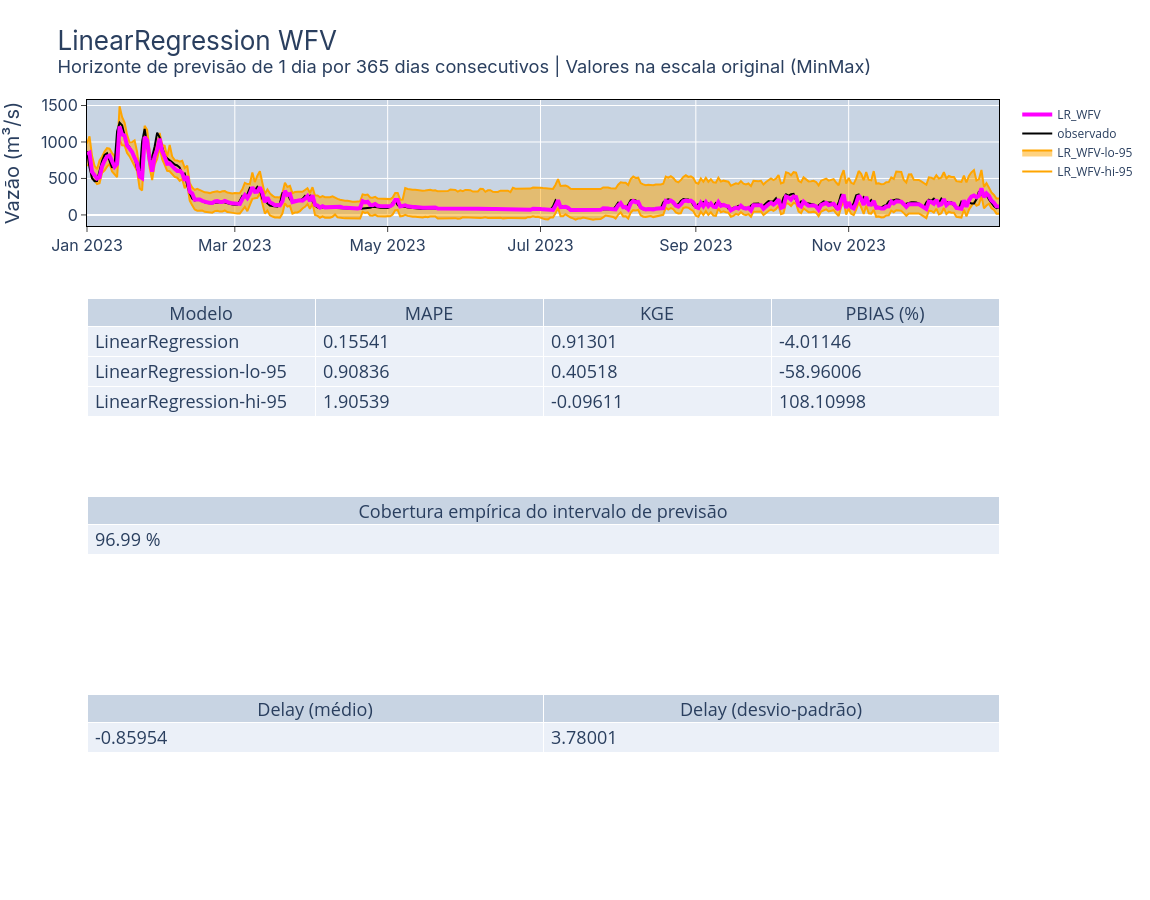 LinearRegression WFV
Horizonte de previsão de 1 dia por 365 dias consecutivos | Valores na escala original (MinMax)
Vazão (m³/s)
1500
1000
500
0
Jan 2023
Mar 2023
May 2023
Jul 2023
Sep 2023
Nov 2023
LR_WFV
observado
LR_WFV-lo-95
LR_WFV-hi-95
Modelo MAPE KGE PBIAS (%)
LinearRegression 0.15541 0.91301 -4.01146
LinearRegression-lo-95 0.90836 0.40518 -58.96006
LinearRegression-hi-95 1.90539 -0.09611 108.10998
Cobertura empírica do intervalo de previsão
96.99 %
Delay (médio) Delay (desvio-padrão)
-0.85954 3.78001